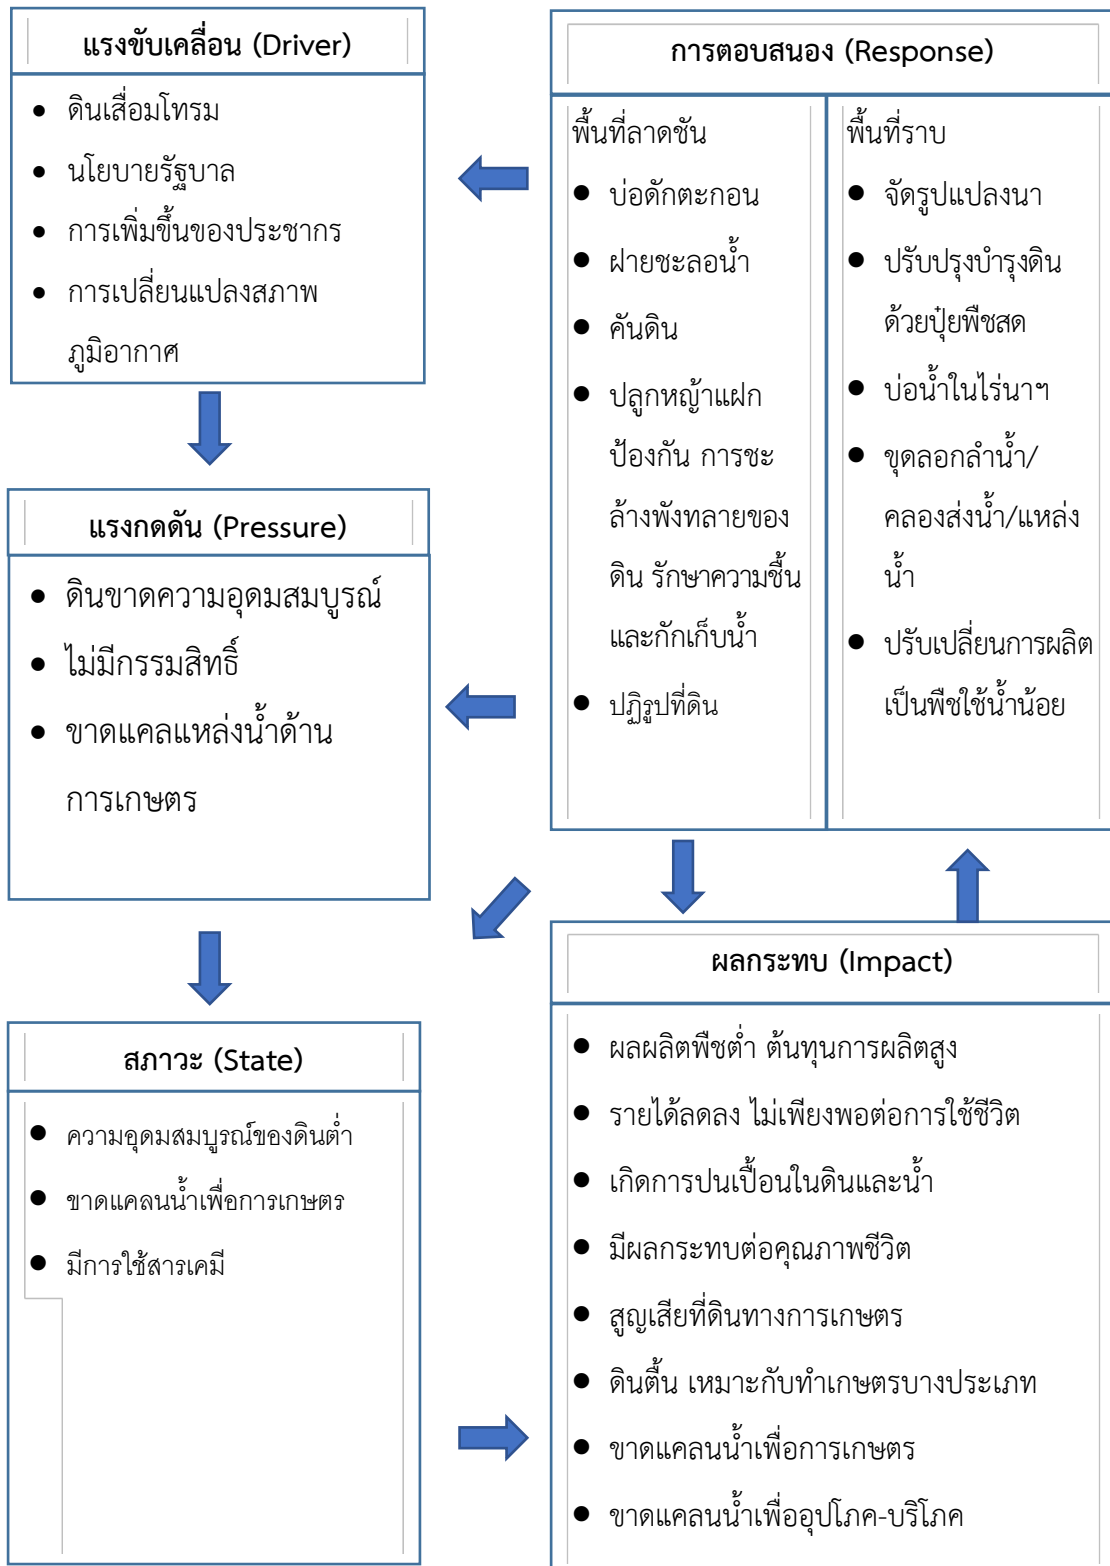 แรงขับเคลื่อน (Driver)
ดินเสื่อมโทรม
นโยบายรัฐบาล
การเพิ่มขึ้นของประชากร
การเปลี่ยนแปลงสภาพ
ภูมิอากาศ
แรงกดดัน (Pressure)
ดินขาดความอุดมสมบูรณ์
ไม่มีกรรมสิทธิ์
ขาดแคลแหล่งน้ำด้าน
การเกษตร
สภาวะ (State)
ความอุดมสมบูรณ์ของดินต่ำ
ขาดแคลนน้ำเพื่อการเกษตร
มีการใช้สารเคมี
การตอบสนอง (Response)
พื้นที่ลาดชัน
บ่อดักตะกอน
ฝายชะลอน้ำ
คันดิน
ปลูกหญ้าแฝก
ป้องกัน การชะ
ล้างพังทลายของ
ดิน รักษาความชื้น
และกักเก็บน้ำ
ปฏิรูปที่ดิน
พื้นที่ราบ
จัดรูปแปลงนา
ปรับปรุงบำรุงดิน
ด้วยปุ๋ยพืชสด
บ่อน้ำในไร่นาฯ
ขุดลอกลำน้ำ/
คลองส่งน้ำ/แหล่ง
น้ำ
ปรับเปลี่ยนการผลิต
เป็นพืชใช้น้ำน้อย
ผลกระทบ (Impact)
ผลผลิตพืชต่ำ ต้นทุนการผลิตสูง
รายได้ลดลง ไม่เพียงพอต่อการใช้ชีวิต
เกิดการปนเปื้อนในดินและน้ำ
มีผลกระทบต่อคุณภาพชีวิต
สูญเสียที่ดินทางการเกษตร
ดินตื้น เหมาะกับทำเกษตรบางประเภท
ขาดแคลนน้ำเพื่อการเกษตร
ขาดแคลนน้ำเพื่ออุปโภค-บริโภค